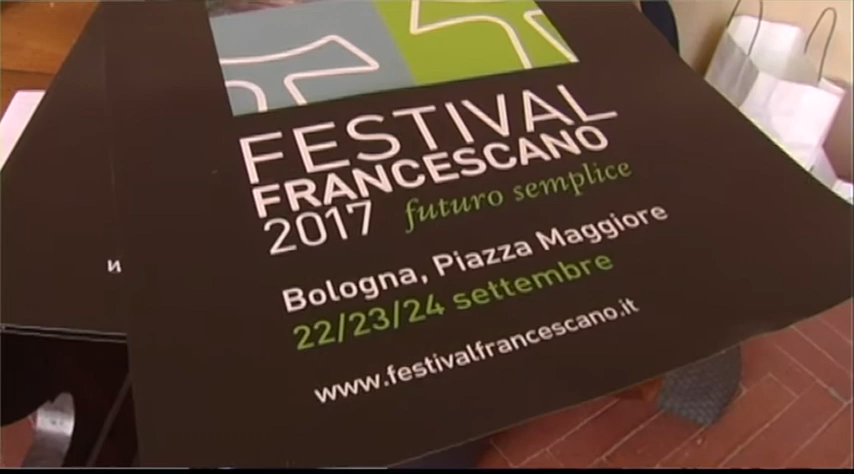 FESTIVAL
FRANCESCANO
2017 futuro semplice
Bologna, Piazza Maggiore
22/23/24 settembre
www.festivalfrancescano.it